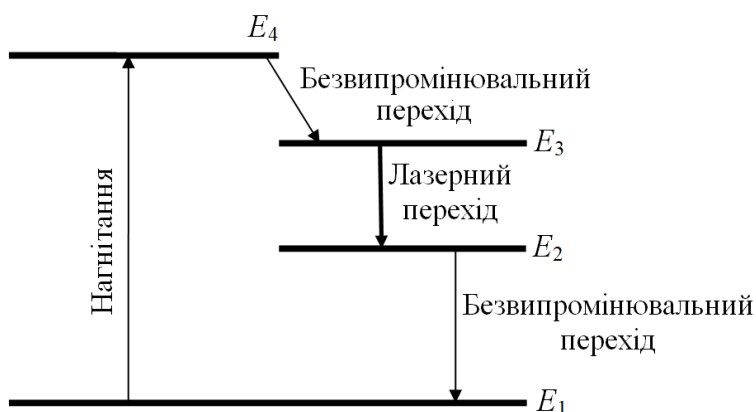 E4
Безвипромінювальний
перехід
E3
Лазерний
перехід
Нагнітання
E2
Безвипромінювальний
перехід
E1